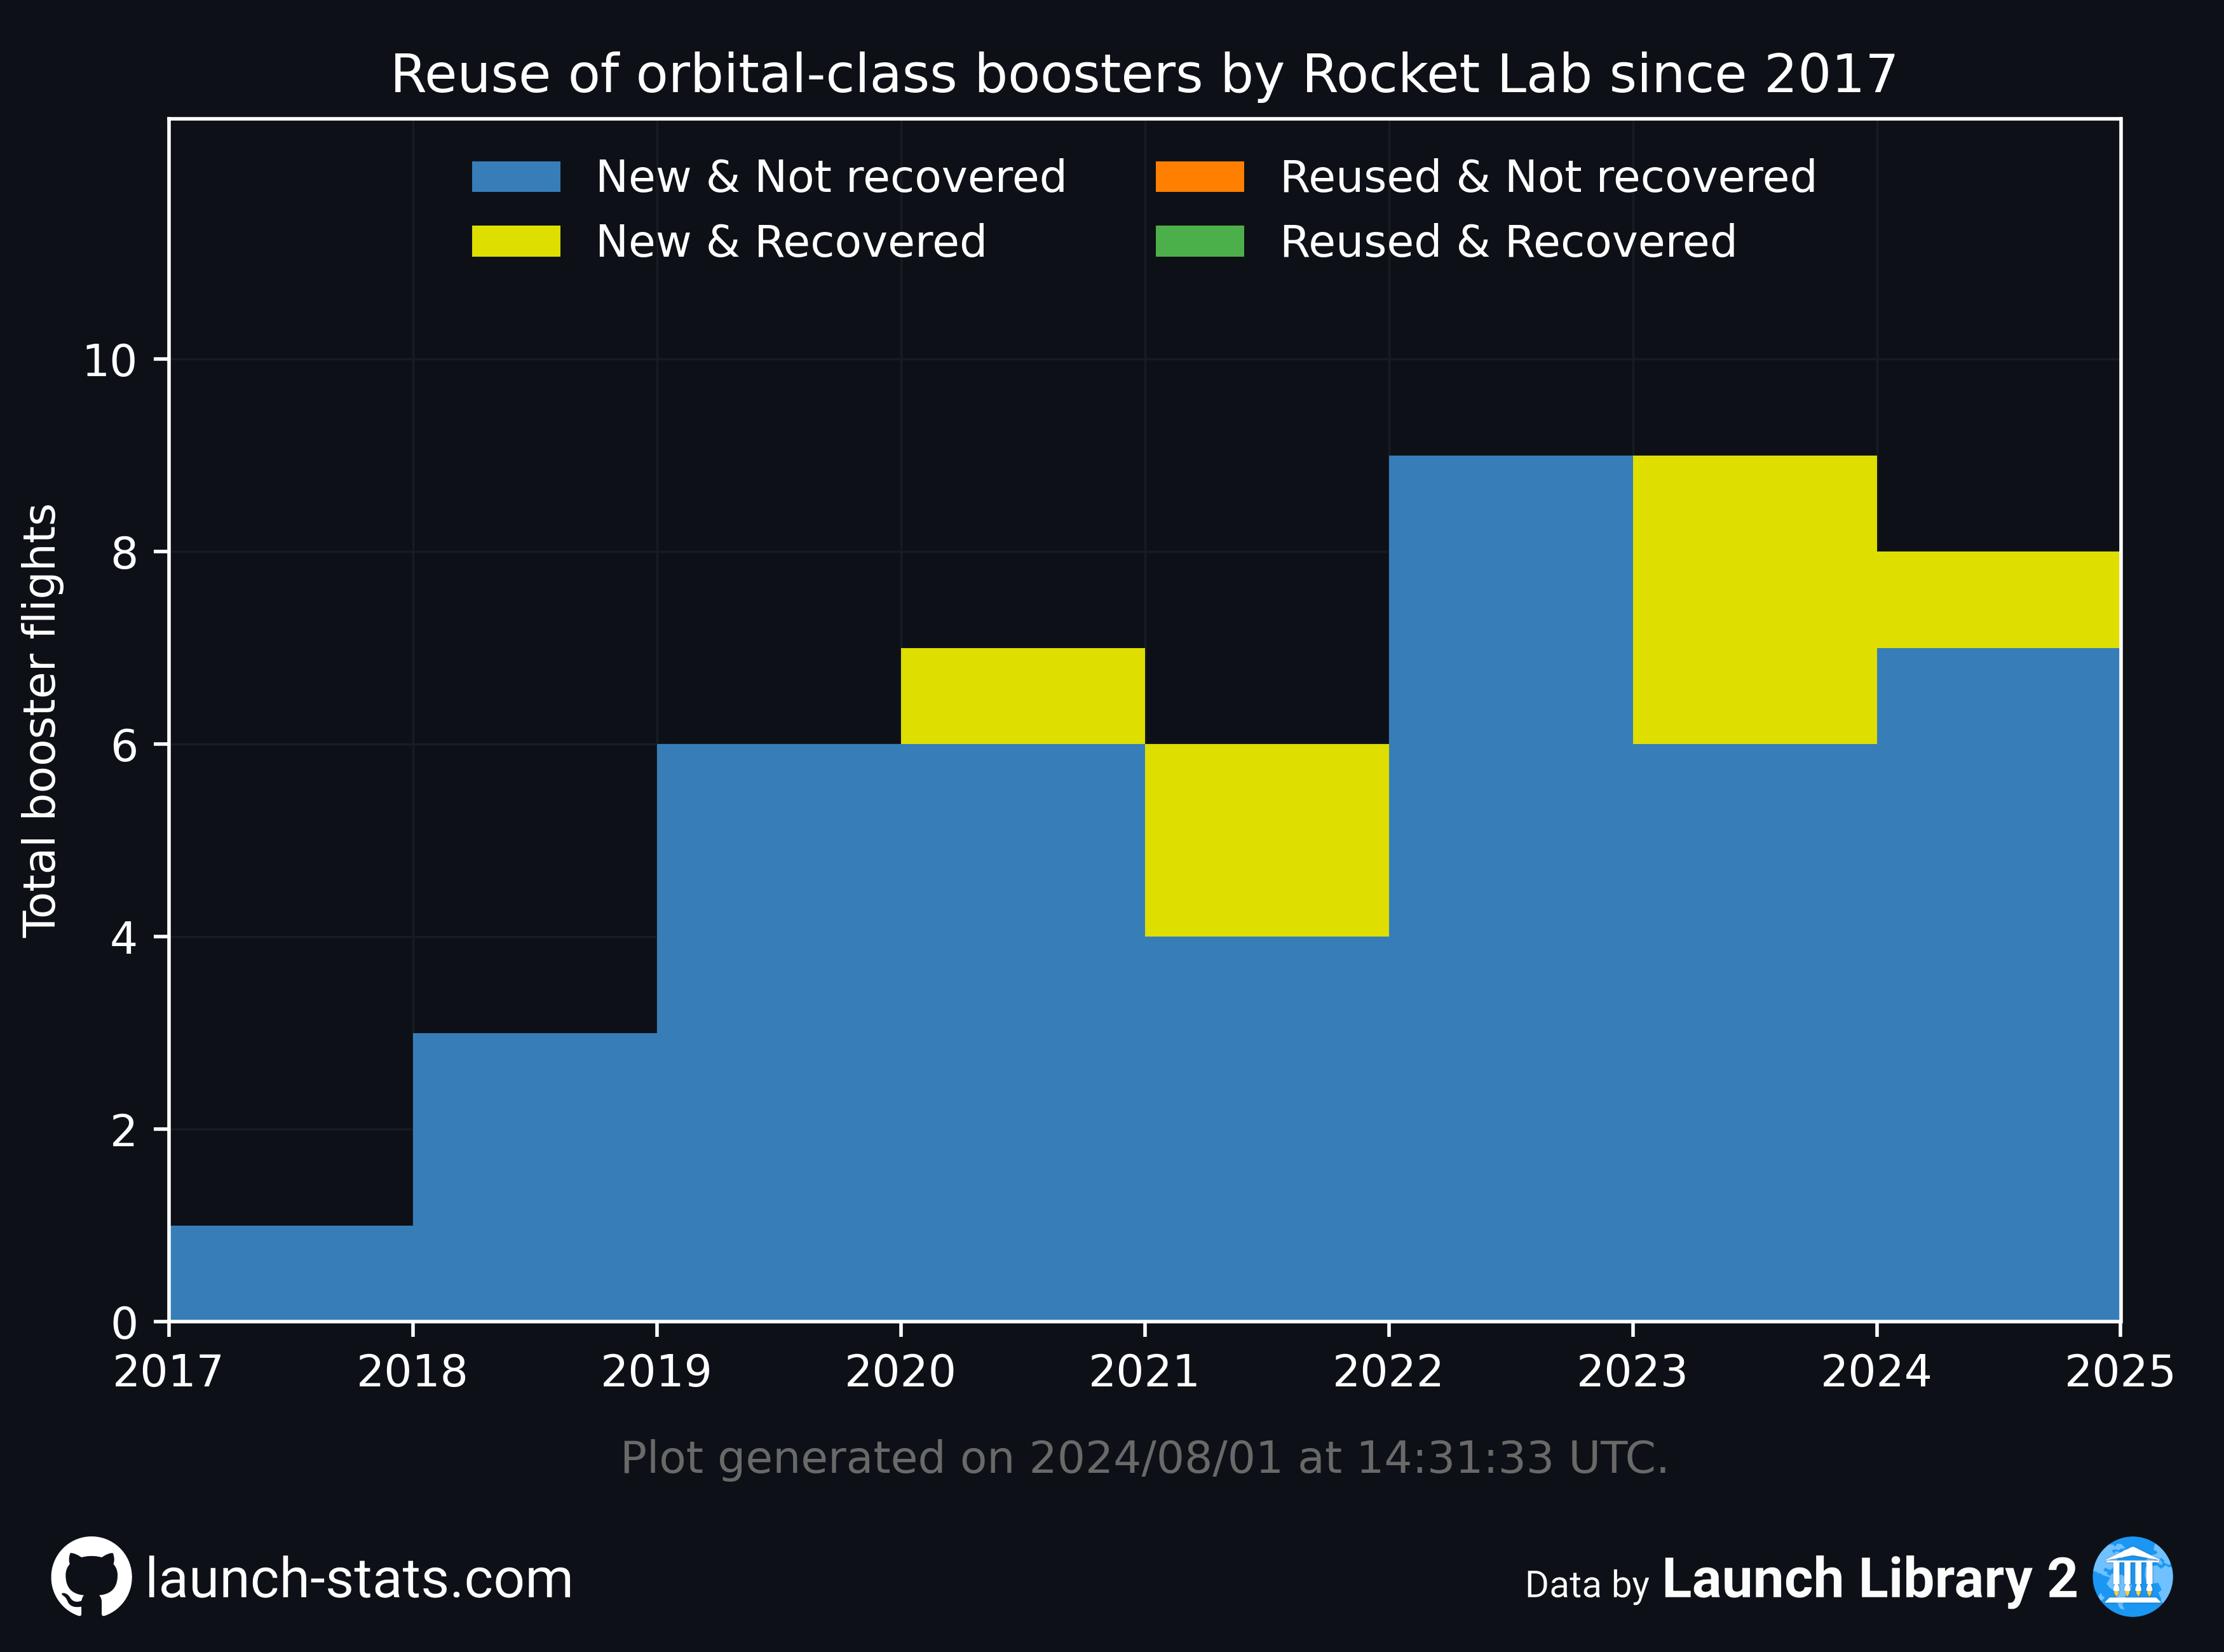 Reuse of orbital-class boosters by Rocket Lab since 2017
New & Not recovered
New & Recovered
Reused & Not recovered
Reused & Recovered
Total booster flights
10
8
6
4
2
0
2017 2018 2019 2020 2021 2022 2023 2024 2025
Plot generated on 2024/08/01 at 14:31:33 UTC.
launch-stats.com
Data by Launch Library 2